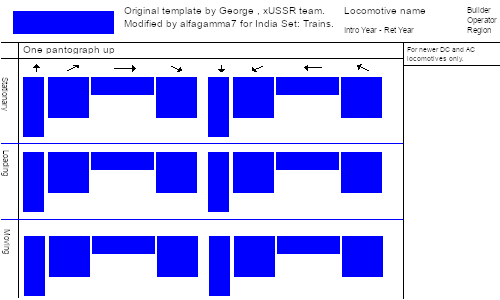 Original template by George , xUSSR team.
Modified by alfagamma7 for India Set: Trains.
Locomotive name
Intro Year - Ret Year
Builder
Operator
Region
One pantograph up
For newer DC and AC
locomotives only.
Stationary
Loading
Moving